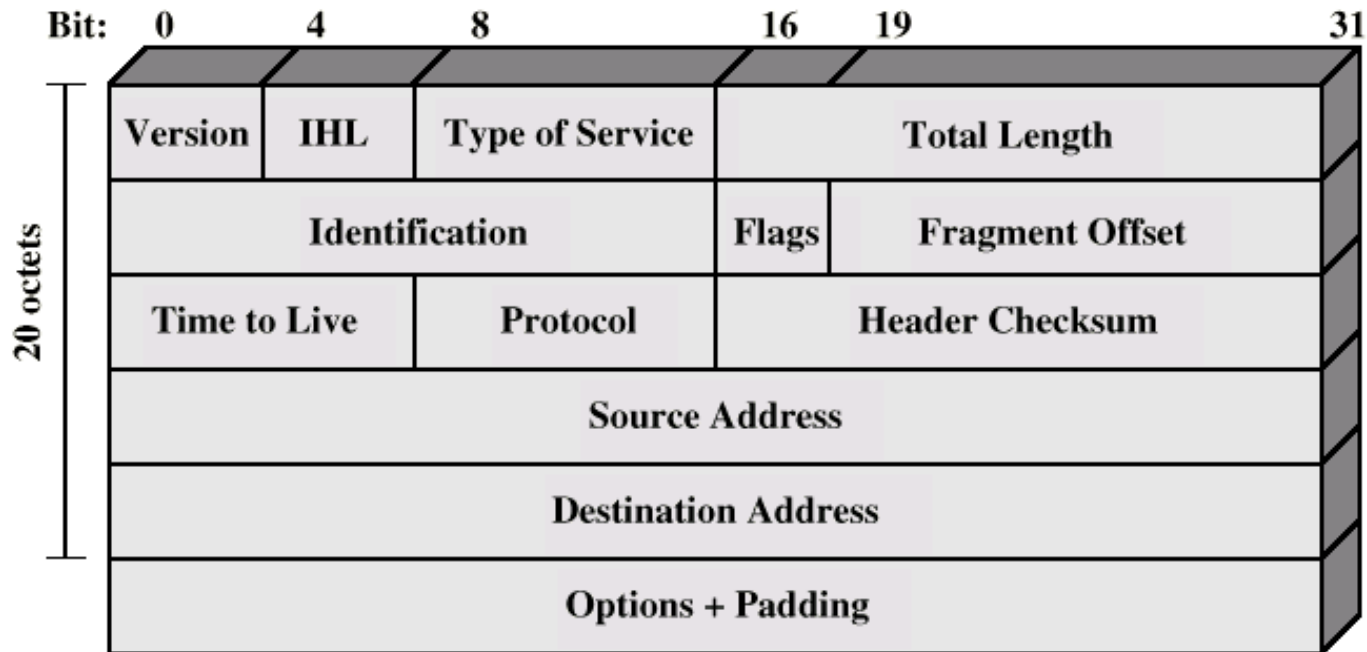 Bit: 0 4 8 16 19 31
Version IHL Type of Service Total Length
Identification Flags Fragment Offset
Time to Live Protocol Header Checksum
Source Address
Destination Address
Options + Padding
20 octets